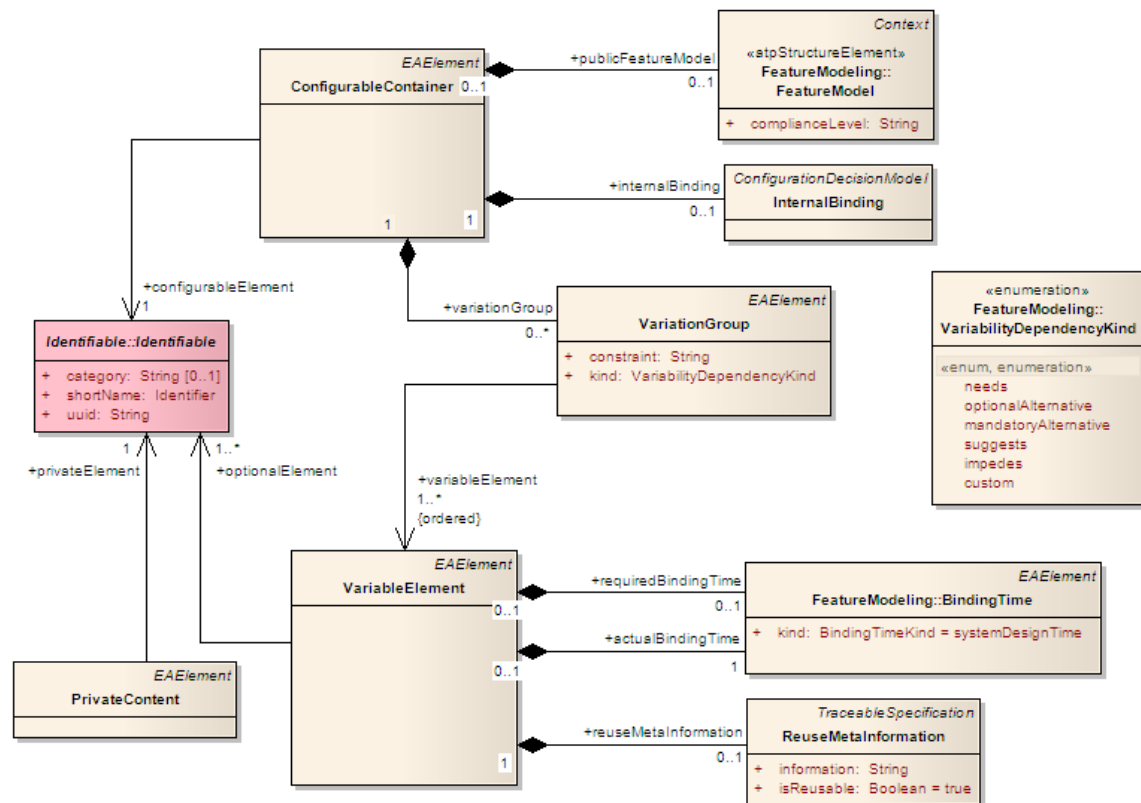 Context
«atpStructureElement»
FeatureModeling::
FeatureModel
+ complianceLevel: String
EAElement
ConfigurableContainer
0..1
+publicFeatureModel
0..1
1
1
+internalBinding
0..1
ConfigurationDecisionModel
InternalBinding
+configurableElement
1
+variationGroup
0..*
EAElement
VariationGroup
+ constraint: String
+ kind: VariabilityDependencyKind
«enumeration»
FeatureModeling::
VariabilityDependencyKind
«enum, enumeration»
needs
optionalAlternative
mandatoryAlternative
suggests
impedes
custom
Identifiable::Identifiable
+ category: String [0..1]
+ shortName: Identifier
+ uuid: String
1
+privateElement
1..*
+optionalElement
+variableElement
1..*
{ordered}
EAElement
VariableElement
0..1
+requiredBindingTime
0..1
0..1
+actualBindingTime
1
1
+reuseMetaInformation
0..1
EAElement
FeatureModeling::BindingTime
+ kind: BindingTimeKind = systemDesignTime
EAElement
PrivateContent
TraceableSpecification
ReuseMetaInformation
+ information: String
+ isReusable: Boolean = true